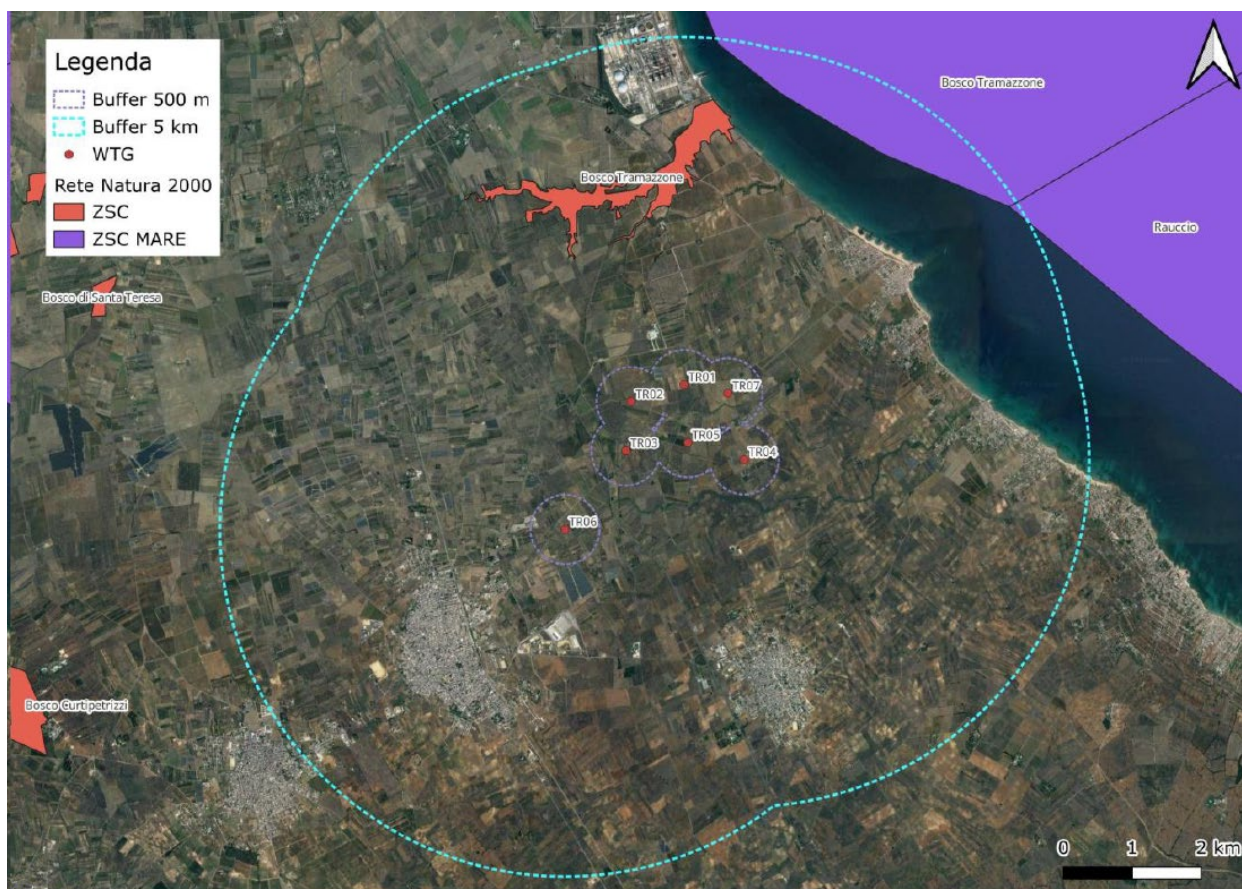 Legenda
Buffer 500 m
Buffer 5 km
WTG
Rete Natura 2000
ZSC
ZSC MARE
Bosco Tramazzone
Bosco Tramazzone
Rauccio
Bosco di Santa Teresa
TR01
TR07
TR02
TR05
TR03
TR04
TR06
Bosco Curtipetrizzi
0 1 2 km